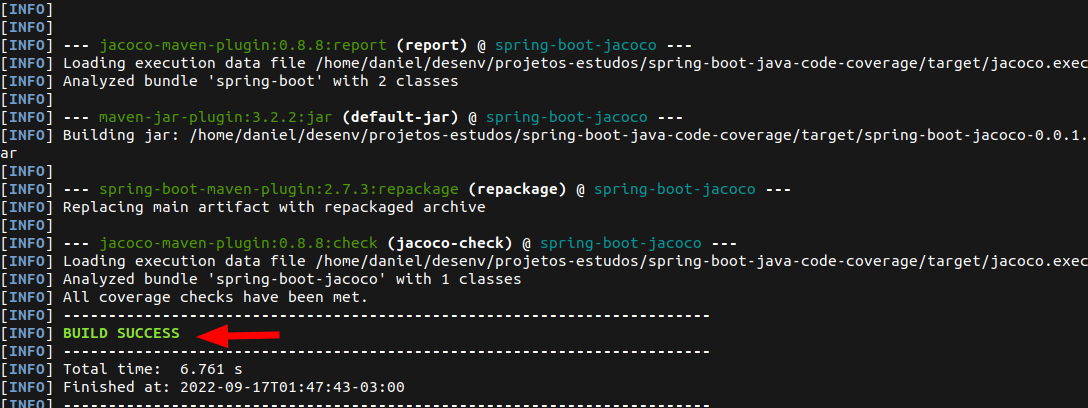 [INFO]
[INFO]
[INFO] --- jacoco-maven-plugin:0.8.8:report (report) @ spring-boot-jacoco ---
[INFO] Loading execution data file /home/daniel/desenv/projetos-estudos/spring-boot-java-code-coverage/target/jacoco.exec
[INFO] Analyzed bundle 'spring-boot' with 2 classes
[INFO]
[INFO] --- maven-jar-plugin:3.2.2:jar (default-jar) @ spring-boot-jacoco ---
[INFO] Building jar: /home/daniel/desenv/projetos-estudos/spring-boot-java-code-coverage/target/spring-boot-jacoco-0.0.1.
ar
[INFO]
[INFO] --- spring-boot-maven-plugin:2.7.3:repackage (repackage) @ spring-boot-jacoco ---
[INFO] Replacing main artifact with repackaged archive
[INFO]
[INFO] --- jacoco-maven-plugin:0.8.8:check (jacoco-check) @ spring-boot-jacoco ---
[INFO] Loading execution data file /home/daniel/desenv/projetos-estudos/spring-boot-java-code-coverage/target/jacoco.exec
[INFO] Analyzed bundle 'spring-boot-jacoco' with 1 classes
[INFO] All coverage checks have been met.
[INFO] ------------------------------------------------------------------------
[INFO] BUILD SUCCESS
[INFO] ------------------------------------------------------------------------
[INFO] Total time:  6.761 s
[INFO] Finished at: 2022-09-17T01:47:43-03:00
[INFO] ------------------------------------------------------------------------